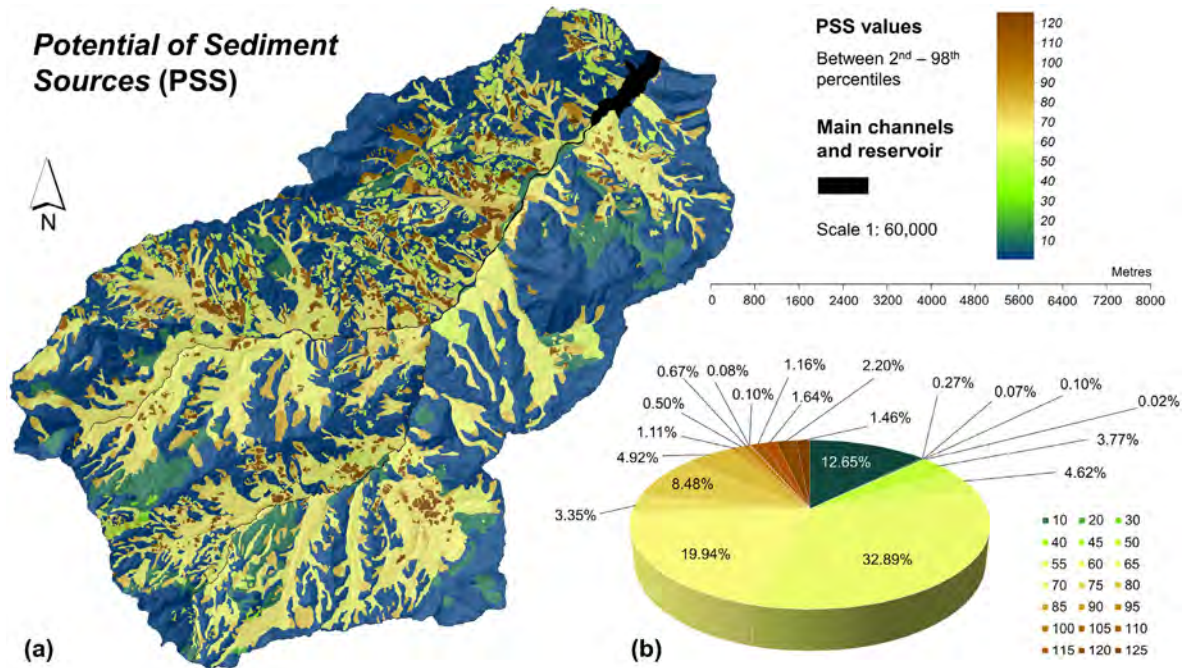 Potential of Sediment
Sources (PSS)
N
(a)
PSS values
Between 2nd – 98th
percentiles
Main channels
and reservoir
Scale 1: 60,000
120
110
100
90
80
70
60
50
40
30
20
10
Metres
0 800 1600 2400 3200 4000 4800 5600 6400 7200 8000
0.67% 0.08% 1.16% 2.20%
0.50% 0.10% 1.64% 0.27% 0.07% 0.10% 0.02%
1.11% 1.46% 3.77%
4.92% 12.65% 4.62%
8.48%
3.35%
19.94% 32.89%
10 20 30
40 45 50
55 60 65
70 75 80
85 90 95
100 105 110
115 120 125
(b)